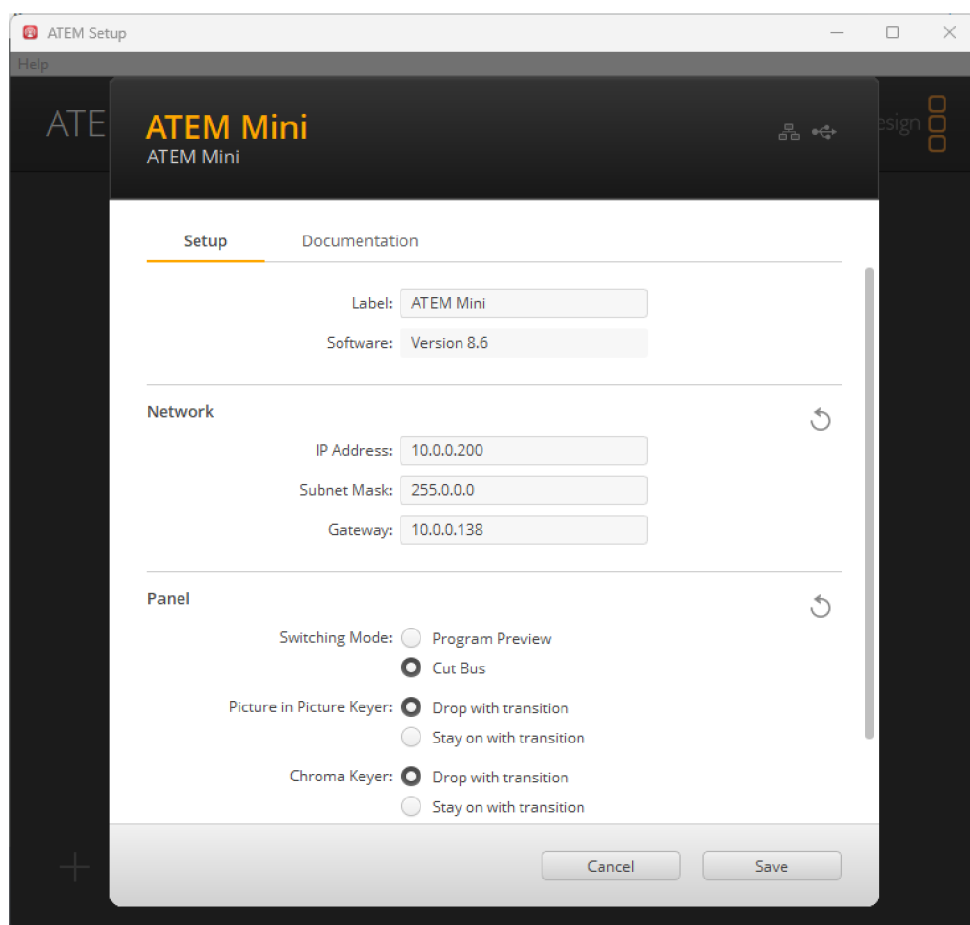 ATEM Setup
Help
ATE
esign
ATEM Mini
ATEM Mini
Setup Documentation
Label: ATEM Mini
Software: Version 8.6
Network
IP Address: 10.0.0.200
Subnet Mask: 255.0.0.0
Gateway: 10.0.0.138
Panel
Switching Mode: Program Preview
Cut Bus
Picture in Picture Keyer: Drop with transition
Stay on with transition
Chroma Keyer: Drop with transition
Stay on with transition
Cancel Save